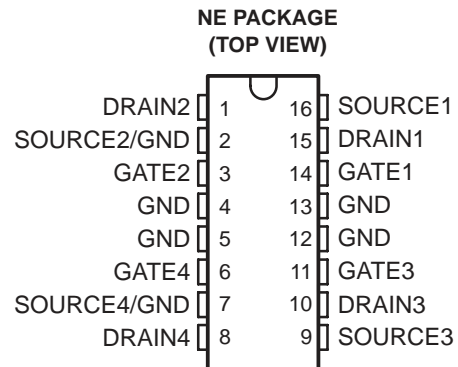 NE PACKAGE
(TOP VIEW)
DRAIN2 1 16 SOURCE1
SOURCE2/GND 2 15 DRAIN1
GATE2 3 14 GATE1
GND 4 13 GND
GND 5 12 GND
GATE4 6 11 GATE3
SOURCE4/GND 7 10 DRAIN3
DRAIN4 8 9 SOURCE3